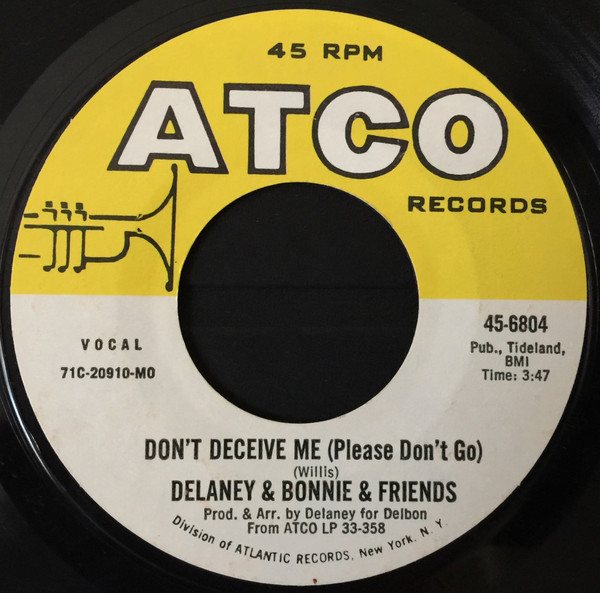 45 RPM
ATCO
RECORDS
VOCAL
71C-20910-MO
45-6804
Pub., Tideland,
BMI
Time: 3:47
DON'T DECEIVE ME (Please Don't Go)
(Willis)
DELANEY & BONNIE & FRIENDS
Prod. & Arr. by Delaney for Delbon
From ATCO LP 33-358
Division of ATLANTIC RECORDS, New York, N. Y.